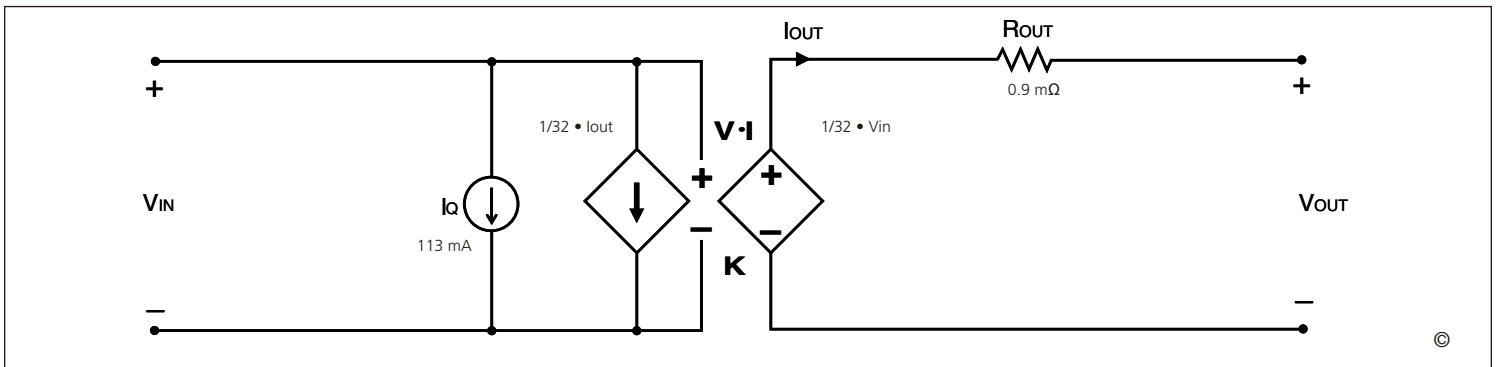 IOUT
ROUT
+
0.9 mΩ
+
1/32 • Iout
V•I
1/32 • Vin
+
+
VIN
IQ
VOUT
113 mA
–
–
K
–
–
©